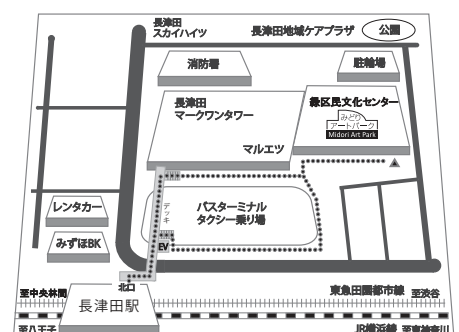 長津田
スカイハイツ
長津田地域ケアプラザ
公園
消防署
駐輪場
長津田
マークワンタワー
緑区民文化センター
みどり
アートパーク
Midori Art Park
マルエツ
レンタカー
デッキ
バスターミナル
タクシー乗り場
みずほBK
EV
北口
至中央林間
東急田園都市線
至渋谷
長津田駅
至八王子
JR横浜線
至東神奈川